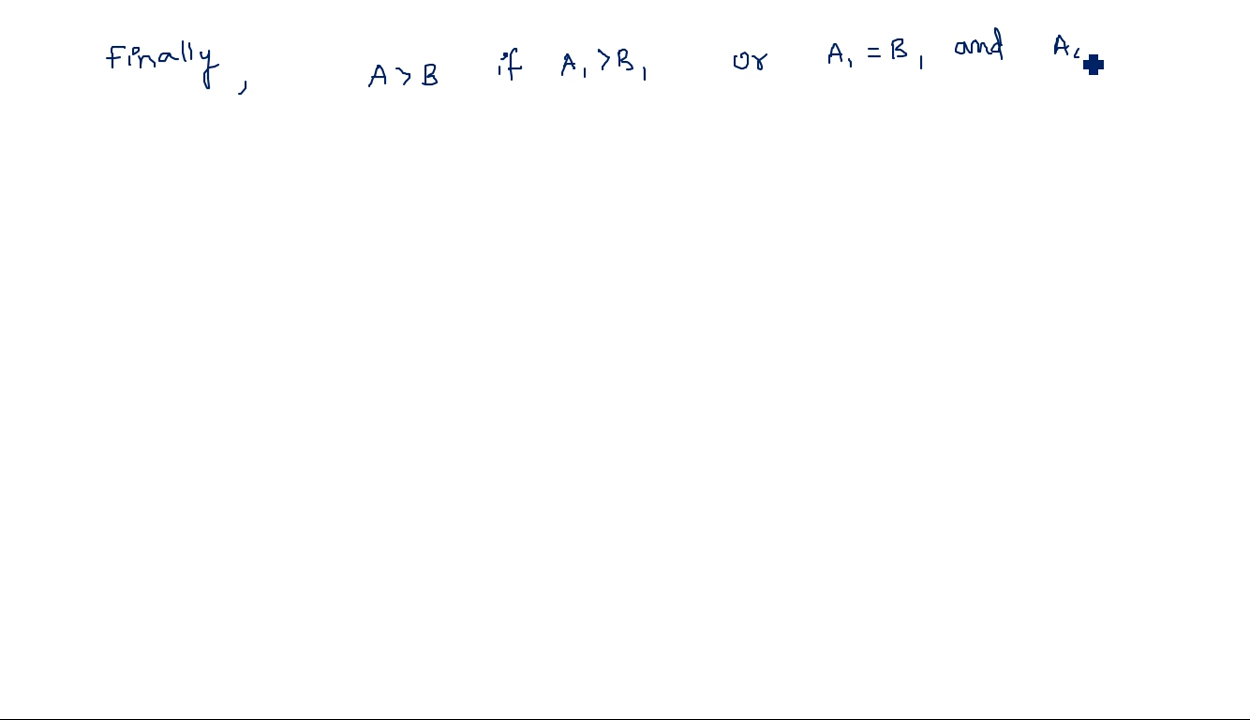 Finally, A > B if A₁ > B₁ or A₁ = B₁ and A